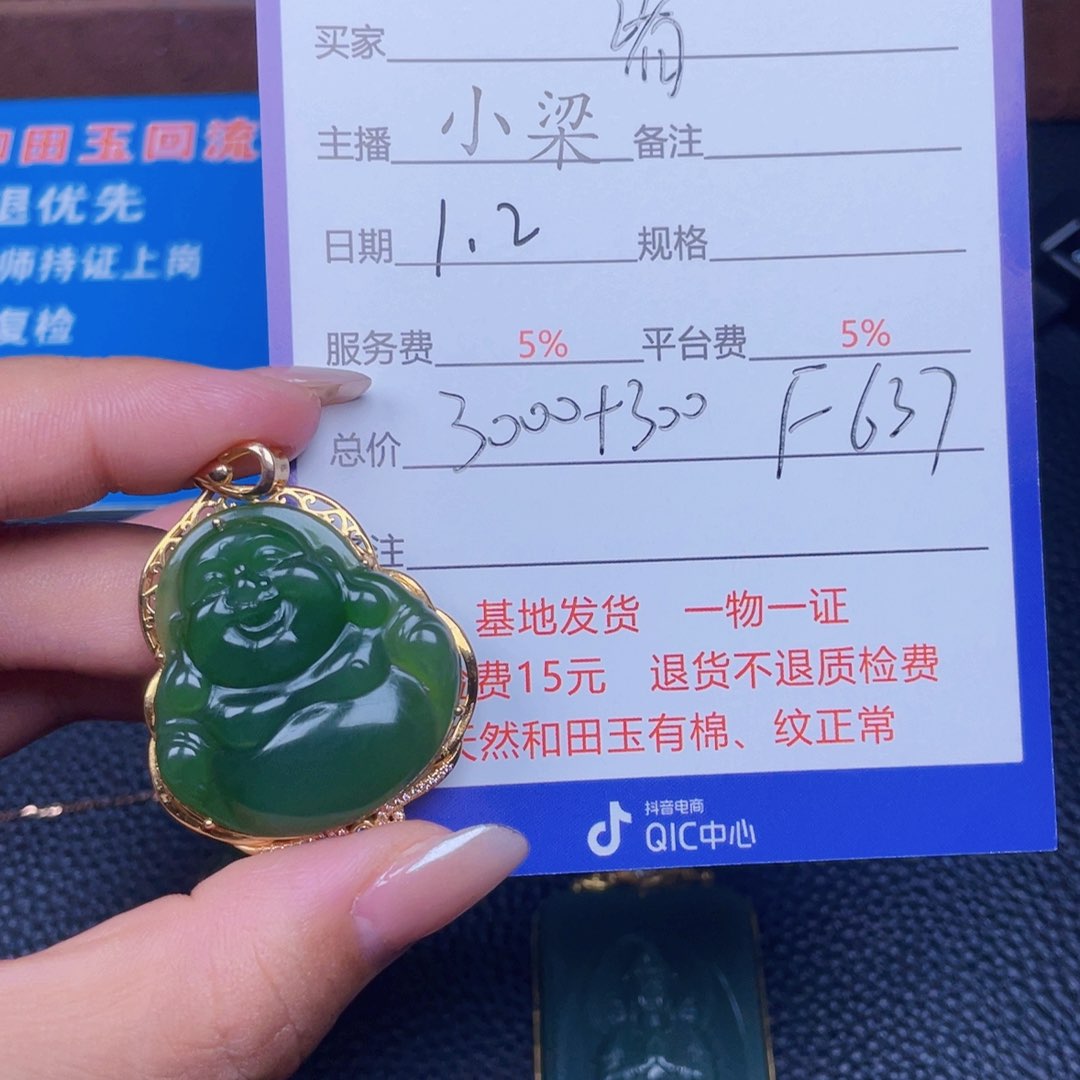 和田玉回流
退优先
师持证上岗
复检
买家
主播 小梁 备注
日期 1.2 规格
服务费 5% 平台费 5%
总价 3000+300 F637
注
基地发货 一物一证
费15元 退货不退质检费
天然和田玉有棉、纹正常
抖音电商
QIC中心